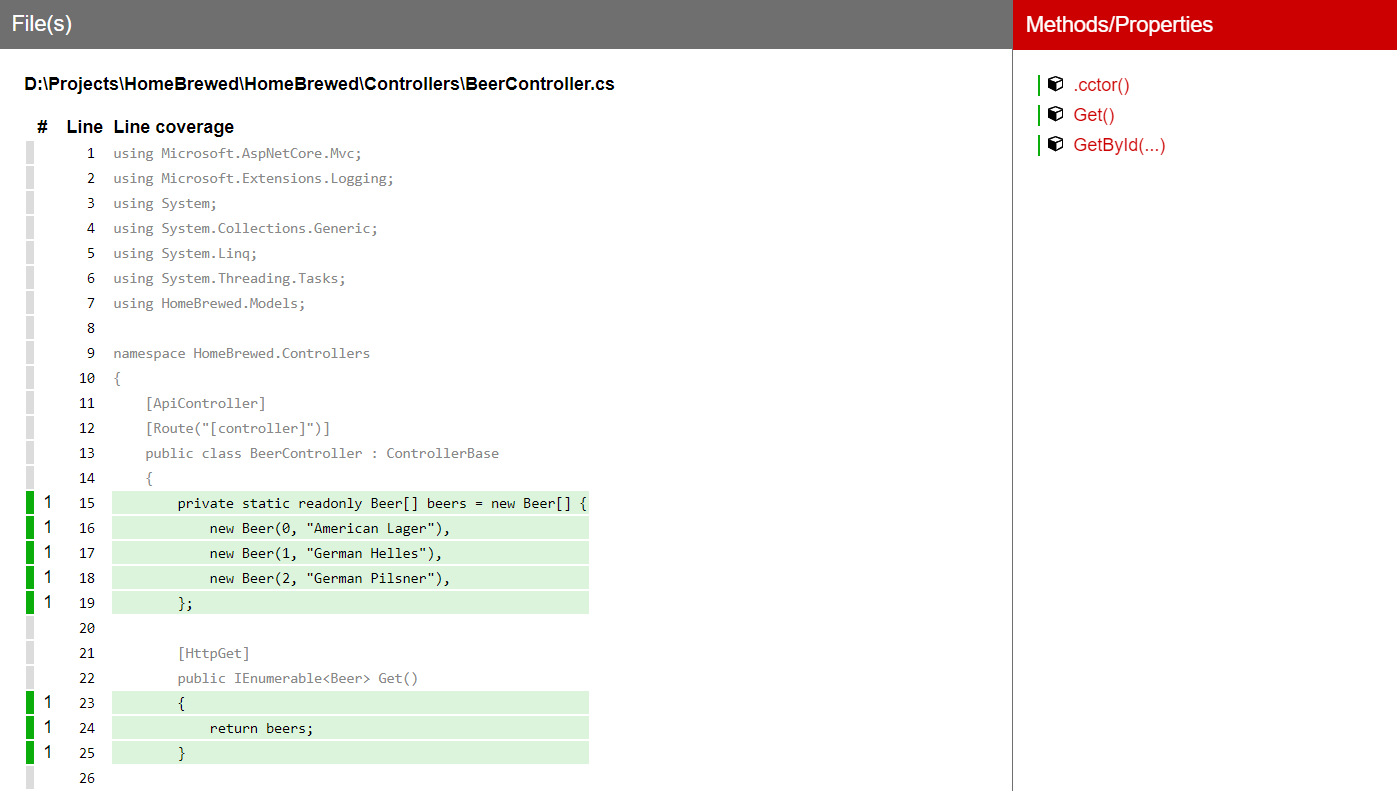 File(s)
Methods/Properties
D:\Projects\HomeBrewed\HomeBrewed\Controllers\BeerController.cs
# Line Line coverage
1 using Microsoft.AspNetCore.Mvc;
2 using Microsoft.Extensions.Logging;
3 using System;
4 using System.Collections.Generic;
5 using System.Linq;
6 using System.Threading.Tasks;
7 using HomeBrewed.Models;
8
9 namespace HomeBrewed.Controllers
10 {
11 [ApiController]
12 [Route("[controller]")]
13 public class BeerController : ControllerBase
14 {
1 15 private static readonly Beer[] beers = new Beer[] {
1 16 new Beer(0, "American Lager"),
1 17 new Beer(1, "German Helles"),
1 18 new Beer(2, "German Pilsner"),
1 19 };
20
21 [HttpGet]
22 public IEnumerable<Beer> Get()
1 23 {
1 24 return beers;
1 25 }
26
.cctor()
Get()
GetById(...)